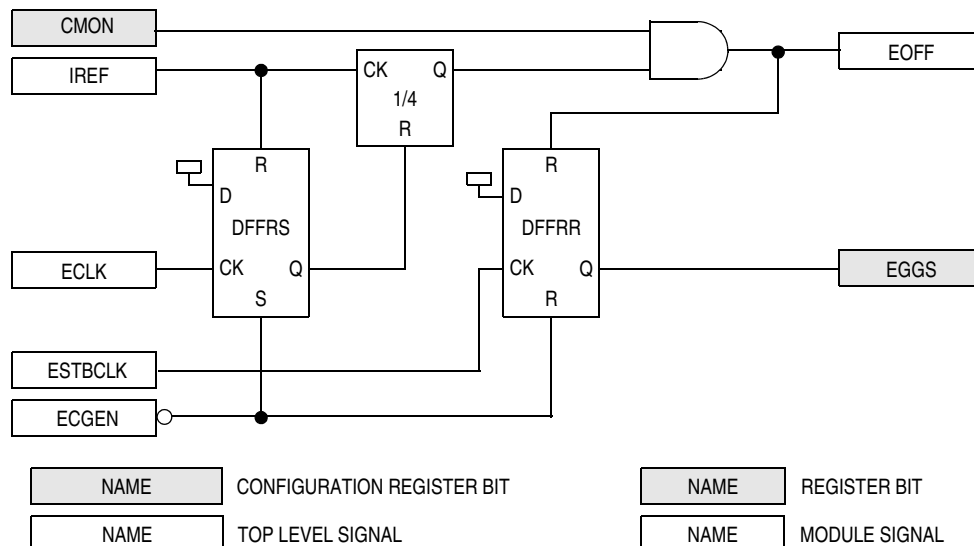 CMON
EOFF
IREF
CK Q
1/4
R
R
D
DFFRS
CK Q
S
R
D
DFFRR
CK Q
R
ECLK
EGGS
ESTBCLK
ECGEN
NAME CONFIGURATION REGISTER BIT
NAME REGISTER BIT
NAME TOP LEVEL SIGNAL
NAME MODULE SIGNAL